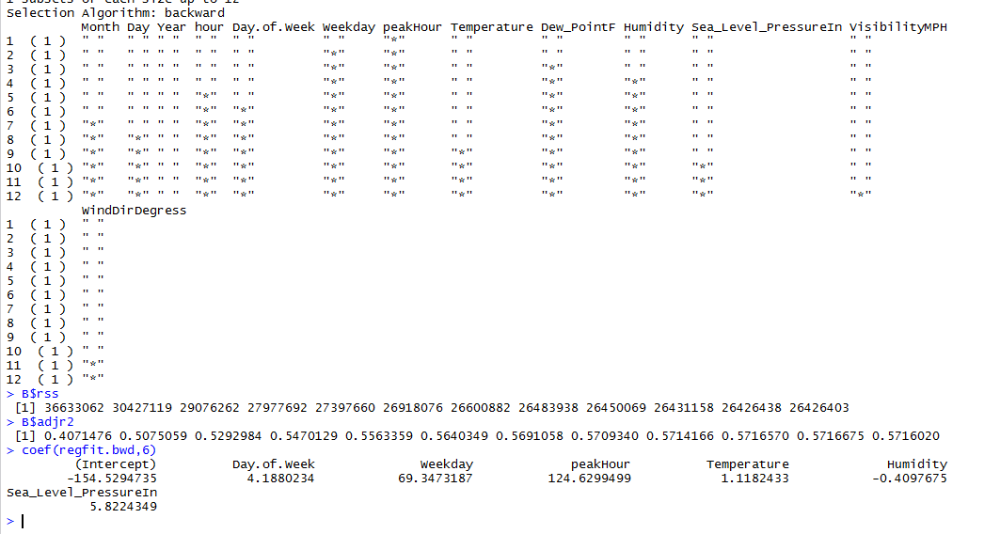 1 subsets of each size up to 12
Selection Algorithm: backward
Month Day Year hour Day.of.Week Weekday peakHour Temperature Dew_PointF Humidity Sea_Level_PressureIn VisibilityMPH
1 ( 1 ) " " " " " " " " " " " " "*" " " " " " " " " " "
2 ( 1 ) " " " " " " " " " " "*" "*" " " " " " " " " " "
3 ( 1 ) " " " " " " " " " " "*" "*" " " "*" " " " " " "
4 ( 1 ) " " " " " " " " " " "*" "*" " " "*" "*" " " " "
5 ( 1 ) " " " " " " "*" " " "*" "*" " " "*" "*" " " " "
6 ( 1 ) " " " " " " "*" "*" "*" "*" " " "*" "*" " " " "
7 ( 1 ) "*" " " " " "*" "*" "*" "*" " " "*" "*" " " " "
8 ( 1 ) "*" "*" " " "*" "*" "*" "*" " " "*" "*" " " " "
9 ( 1 ) "*" "*" " " "*" "*" "*" "*" "*" "*" "*" " " " "
10 ( 1 ) "*" "*" " " "*" "*" "*" "*" "*" "*" "*" "*" " "
11 ( 1 ) "*" "*" " " "*" "*" "*" "*" "*" "*" "*" "*" " "
12 ( 1 ) "*" "*" " " "*" "*" "*" "*" "*" "*" "*" "*" "*"
WindDirDegress
1 ( 1 ) " "
2 ( 1 ) " "
3 ( 1 ) " "
4 ( 1 ) " "
5 ( 1 ) " "
6 ( 1 ) " "
7 ( 1 ) " "
8 ( 1 ) " "
9 ( 1 ) " "
10 ( 1 ) " "
11 ( 1 ) "*"
12 ( 1 ) "*"
> B$rss
[1] 36633062 30427119 29076262 27977692 27397660 26918076 26600882 26483938 26450069 26431158 26426438 26426403
> B$adjr2
[1] 0.4071476 0.5075059 0.5292984 0.5470129 0.5563359 0.5640349 0.5691058 0.5709340 0.5714166 0.5716570 0.5716675 0.5716020
> coef(regfit.bwd,6)
(Intercept) Day.of.Week Weekday peakHour Temperature Humidity
-154.5294735 4.1880234 69.3473187 124.6299499 1.1182433 -0.4097675
Sea_Level_PressureIn
5.8224349
>